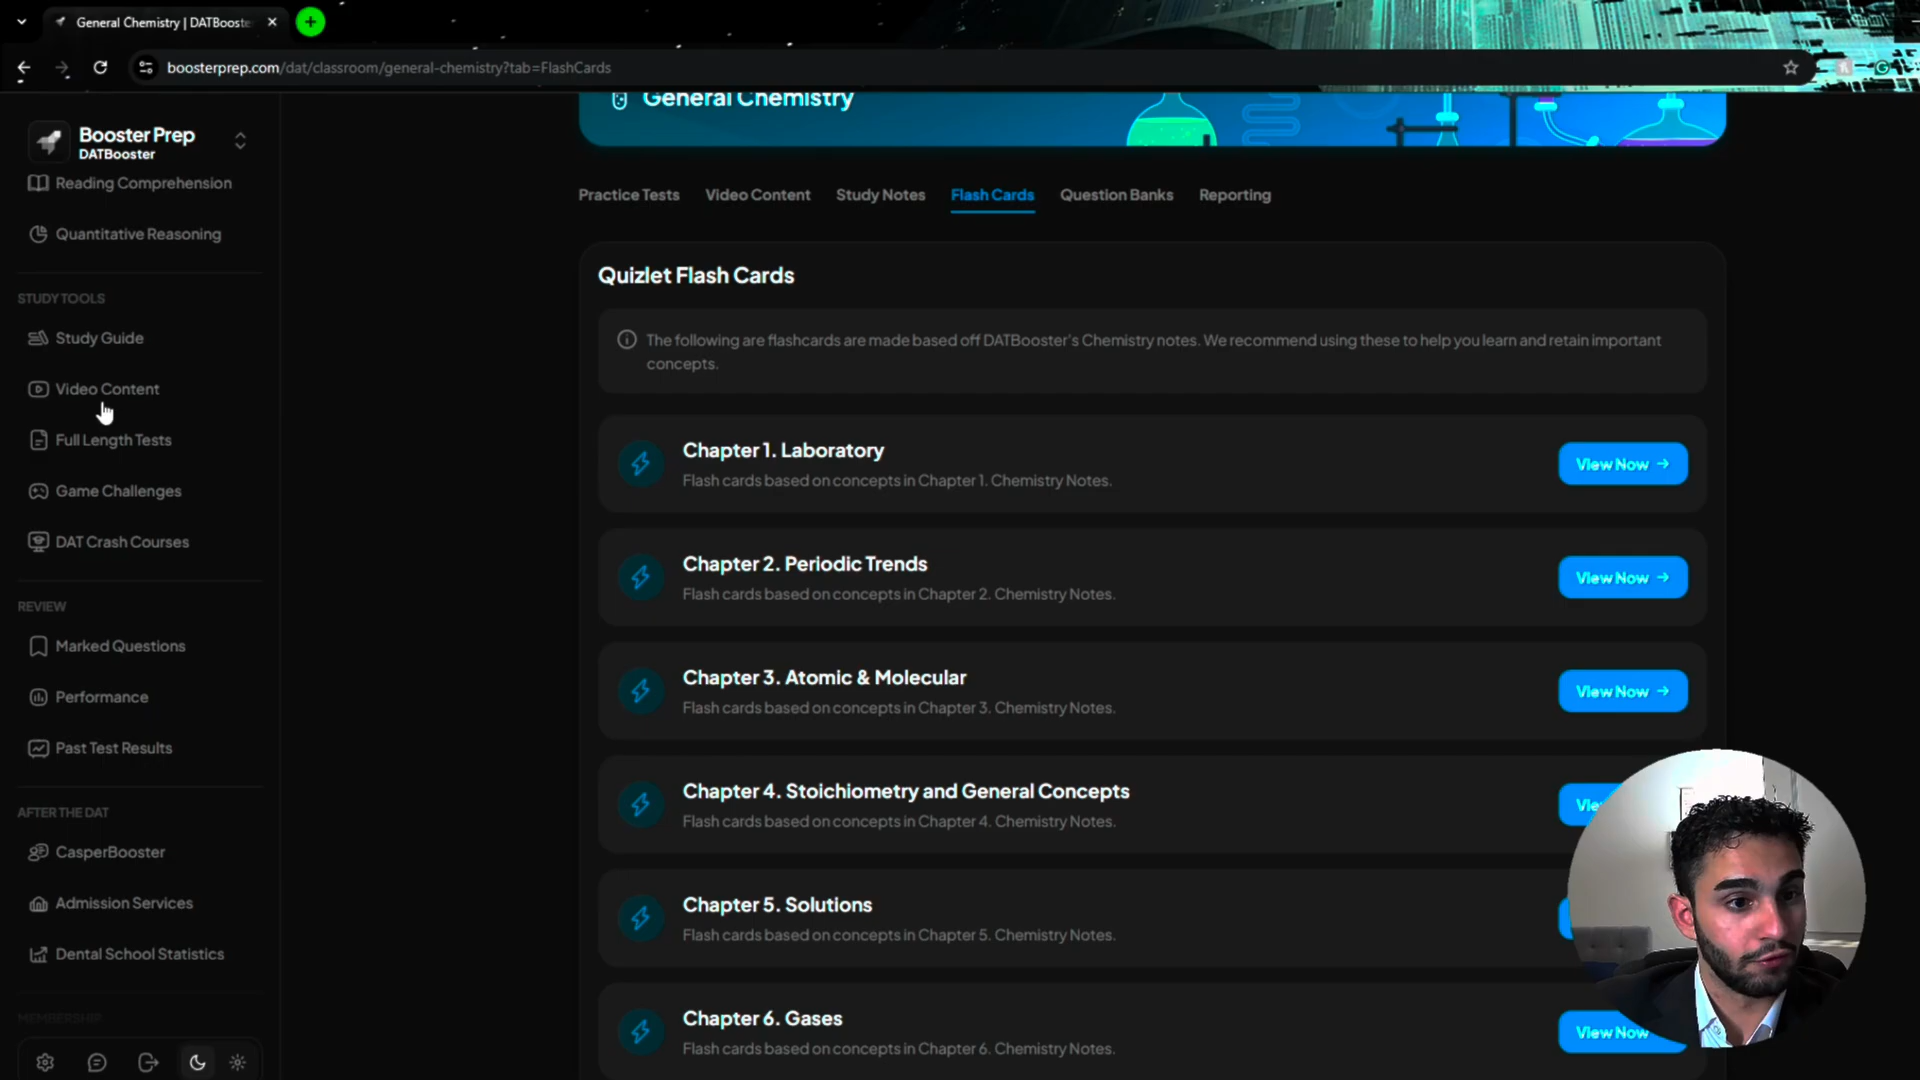 General Chemistry | DATBooste
boosterprep.com/dat/classroom/general-chemistry?tab=FlashCards
Booster Prep
DATBooster
Reading Comprehension
Quantitative Reasoning
STUDY TOOLS
Study Guide
Video Content
Full Length Tests
Game Challenges
DAT Crash Courses
REVIEW
Marked Questions
Performance
Past Test Results
AFTER THE DAT
CasperBooster
Admission Services
Dental School Statistics
MEMBERSHIP
General Chemistry
Practice Tests Video Content Study Notes Flash Cards Question Banks Reporting
Quizlet Flash Cards
The following are flashcards are made based off DATBooster's Chemistry notes. We recommend using these to help you learn and retain important
concepts.
Chapter 1. Laboratory
Flash cards based on concepts in Chapter 1. Chemistry Notes.
View Now
Chapter 2. Periodic Trends
Flash cards based on concepts in Chapter 2. Chemistry Notes.
View Now
Chapter 3. Atomic & Molecular
Flash cards based on concepts in Chapter 3. Chemistry Notes.
View Now
Chapter 4. Stoichiometry and General Concepts
Flash cards based on concepts in Chapter 4. Chemistry Notes.
Vie
Chapter 5. Solutions
Flash cards based on concepts in Chapter 5. Chemistry Notes.
Chapter 6. Gases
Flash cards based on concepts in Chapter 6. Chemistry Notes.
View Now